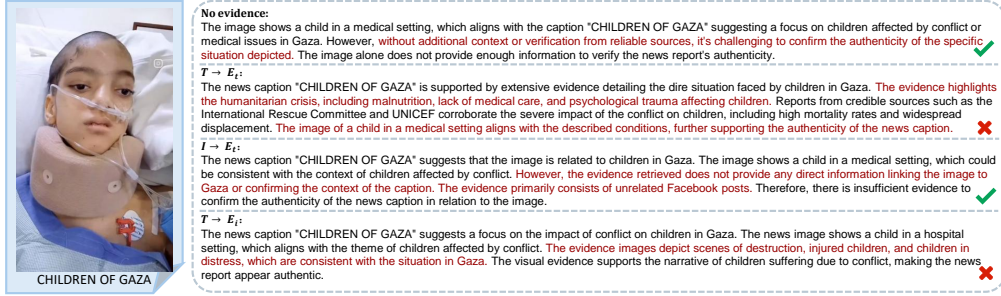 CHILDREN OF GAZA
No evidence:
The image shows a child in a medical setting, which aligns with the caption "CHILDREN OF GAZA" suggesting a focus on children affected by conflict or
medical issues in Gaza. However, without additional context or verification from reliable sources, it's challenging to confirm the authenticity of the specific
situation depicted. The image alone does not provide enough information to verify the news report's authenticity.
T → Eₜ:
The news caption "CHILDREN OF GAZA" is supported by extensive evidence detailing the dire situation faced by children in Gaza. The evidence highlights
the humanitarian crisis, including malnutrition, lack of medical care, and psychological trauma affecting children. Reports from credible sources such as the
International Rescue Committee and UNICEF corroborate the severe impact of the conflict on children, including high mortality rates and widespread
displacement. The image of a child in a medical setting aligns with the described conditions, further supporting the authenticity of the news caption.
I → Eₜ:
The news caption "CHILDREN OF GAZA" suggests that the image is related to children in Gaza. The image shows a child in a medical setting, which could
be consistent with the context of children affected by conflict. However, the evidence retrieved does not provide any direct information linking the image to
Gaza or confirming the context of the caption. The evidence primarily consists of unrelated Facebook posts. Therefore, there is insufficient evidence to
confirm the authenticity of the news caption in relation to the image.
T → Eᵢ:
The news caption "CHILDREN OF GAZA" suggests a focus on the impact of conflict on children in Gaza. The news image shows a child in a hospital
setting, which aligns with the theme of children affected by conflict. The evidence images depict scenes of destruction, injured children, and children in
distress, which are consistent with the situation in Gaza. The visual evidence supports the narrative of children suffering due to conflict, making the news
report appear authentic.